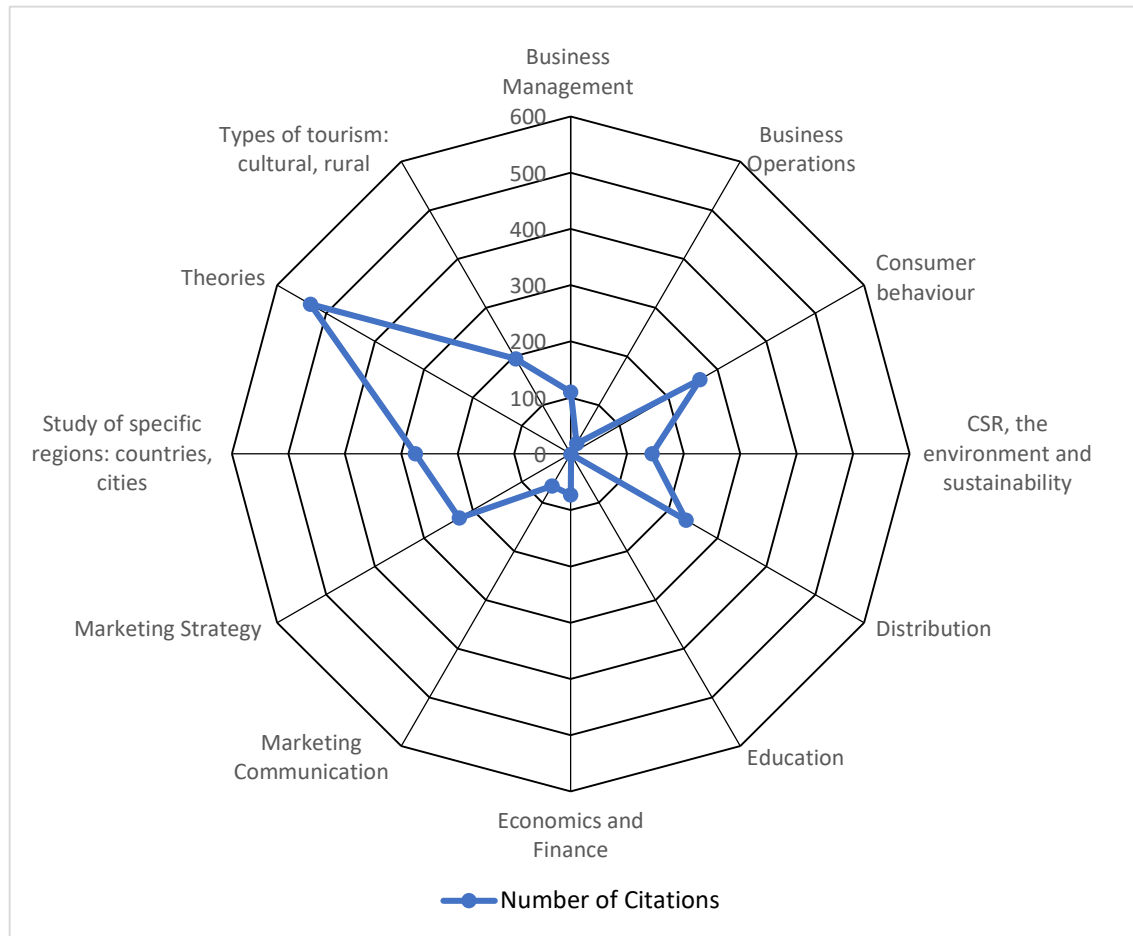 Business
Management
600
Types of tourism:
cultural, rural
Business
Operations
500
400
Theories
Consumer
behaviour
300
200
100
Study of specific
regions: countries,
cities
0
CSR, the
environment and
sustainability
Marketing Strategy
Distribution
Marketing
Communication
Education
Economics and
Finance
Number of Citations